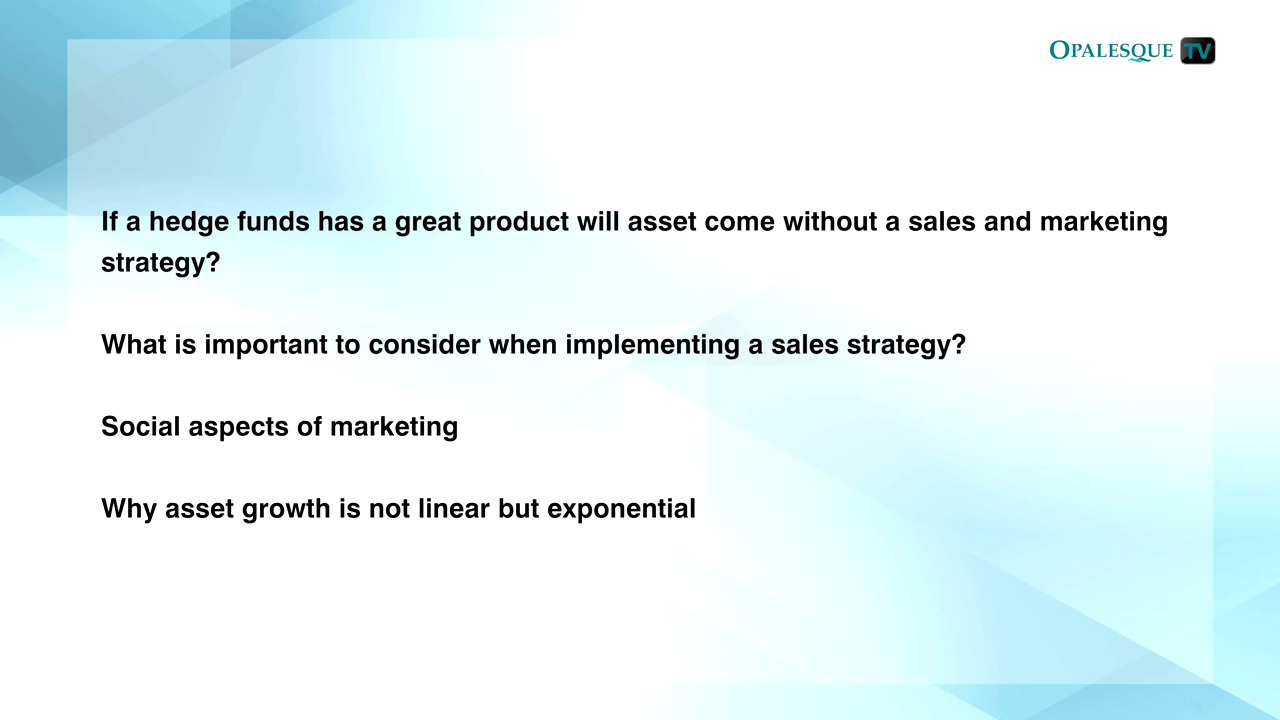 OPALESQUE TV
If a hedge funds has a great product will asset come without a sales and marketing
strategy?
What is important to consider when implementing a sales strategy?
Social aspects of marketing
Why asset growth is not linear but exponential